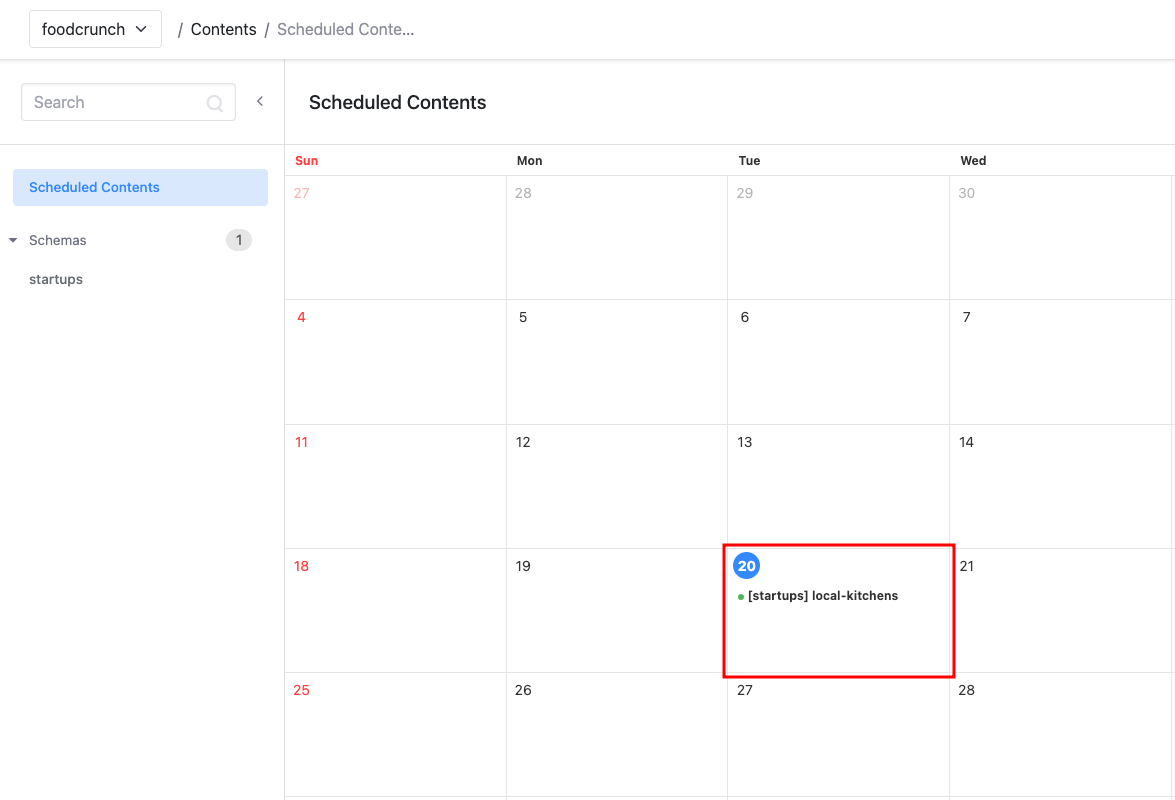 foodcrunch / Contents / Scheduled Conte...
Search
Scheduled Contents
Scheduled Contents
Schemas 1
startups
Sun Mon Tue Wed
27 28 29 30
4 5 6 7
11 12 13 14
18 19 20 21
[startups] local-kitchens
25 26 27 28